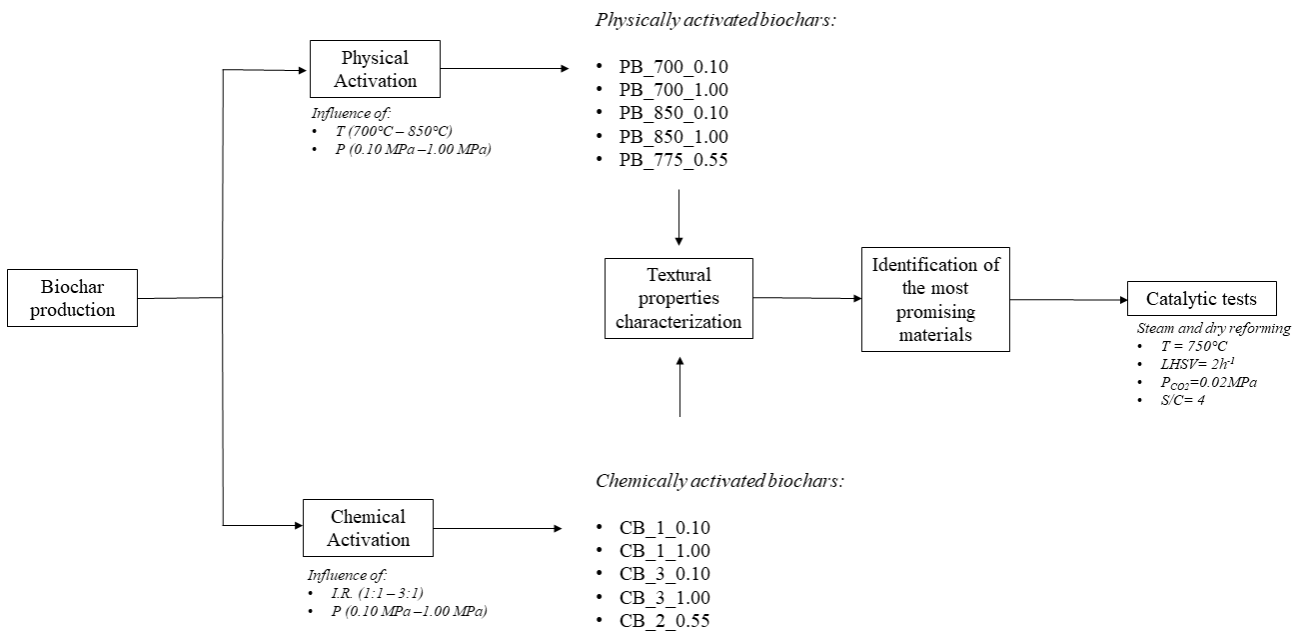 Physically activated biochars:
Physical
Activation
Influence of:
• T (700°C – 850°C)
• P (0.10 MPa –1.00 MPa)
• PB_700_0.10
• PB_700_1.00
• PB_850_0.10
• PB_850_1.00
• PB_775_0.55
Biochar
production
Textural
properties
characterization
Identification of
the most
promising
materials
Catalytic tests
Steam and dry reforming
• T = 750°C
• LHSV= 2h⁻¹
• P_CO2=0.02MPa
• S/C= 4
Chemically activated biochars:
Chemical
Activation
Influence of:
• I.R. (1:1 – 3:1)
• P (0.10 MPa –1.00 MPa)
• CB_1_0.10
• CB_1_1.00
• CB_3_0.10
• CB_3_1.00
• CB_2_0.55